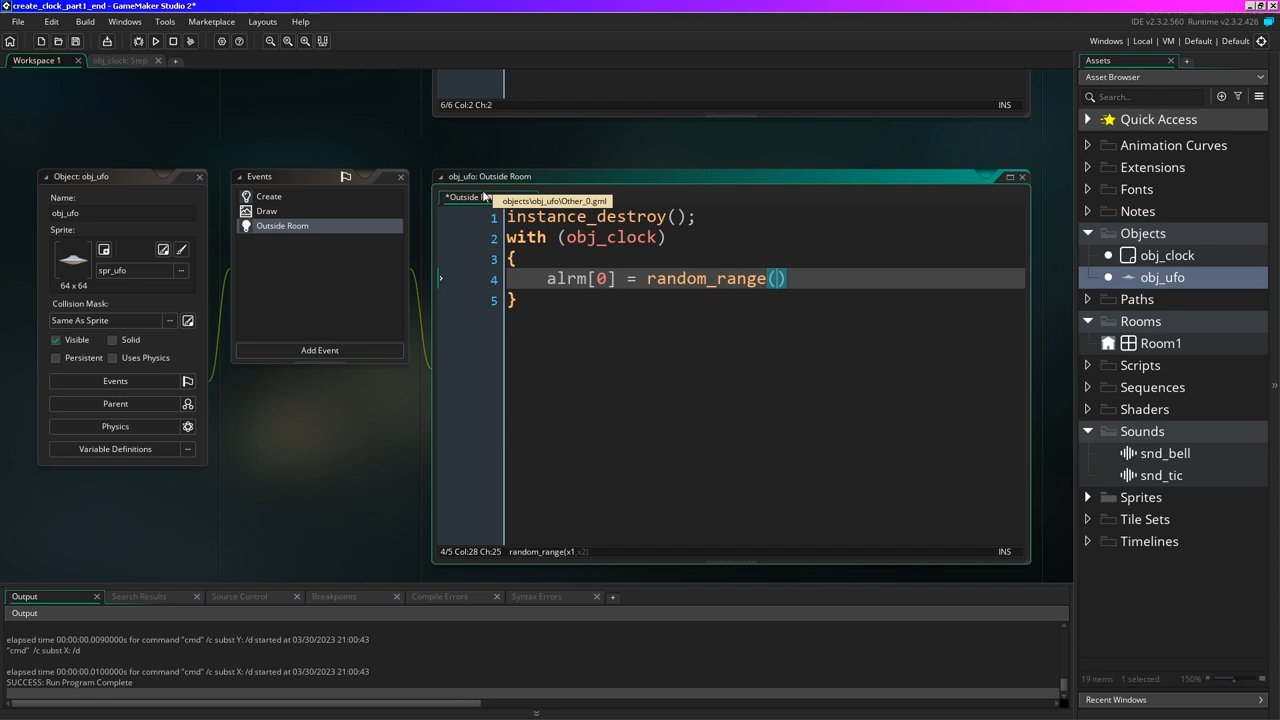 create_clock_part1_end - GameMaker Studio 2*
File Edit Build Windows Tools Marketplace Layouts Help
IDE v2.3.2.560 Runtime v2.3.2.426
Windows | Local | VM | Default | Default
Workspace 1
obj_clock: Step
6/6 Col:2 Ch:2
INS
Object: obj_ufo
Name:
obj_ufo
Sprite:
spr_ufo
64 x 64
Collision Mask:
Same As Sprite
Visible
Solid
Persistent
Uses Physics
Events
Parent
Physics
Variable Definitions
Events
Create
Draw
Outside Room
Add Event
obj_ufo: Outside Room
*Outside
objects\obj_ufo\Other_0.gml
1 instance_destroy();
2 with (obj_clock)
3 {
4 alrm[0] = random_range()
5 }
4/5 Col:28 Ch:25
random_range(x1,x2)
INS
Assets
Asset Browser
Search...
Quick Access
Animation Curves
Extensions
Fonts
Notes
Objects
obj_clock
obj_ufo
Paths
Rooms
Room1
Scripts
Sequences
Shaders
Sounds
snd_bell
snd_tic
Sprites
Tile Sets
Timelines
19 items 1 selected 150%
Recent Windows
Output
Search Results
Source Control
Breakpoints
Compile Errors
Syntax Errors
Output
elapsed time 00:00:00.0090000s for command "cmd" /c subst Y: /d started at 03/30/2023 21:00:43
"cmd" /c subst X: /d
elapsed time 00:00:00.0100000s for command "cmd" /c subst X: /d started at 03/30/2023 21:00:43
SUCCESS: Run Program Complete